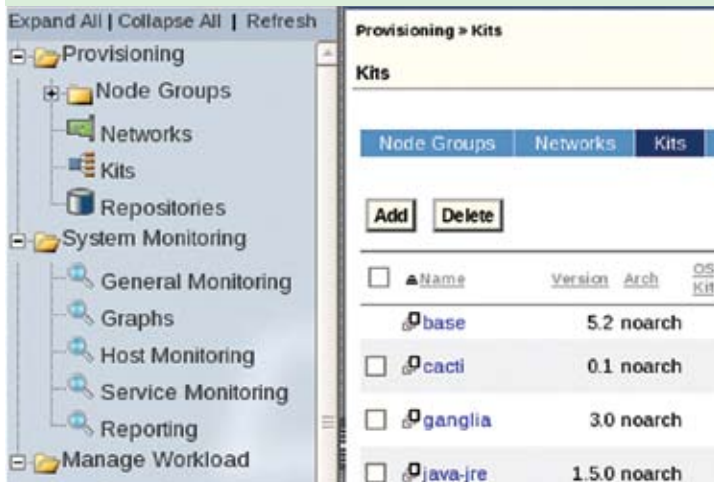 Expand All | Collapse All | Refresh
Provisioning
Node Groups
Networks
Kits
Repositories
System Monitoring
General Monitoring
Graphs
Host Monitoring
Service Monitoring
Reporting
Manage Workload
Provisioning > Kits
Kits
Node Groups Networks Kits
Add Delete
Name Version Arch OS Kit
base 5.2 noarch
cacti 0.1 noarch
ganglia 3.0 noarch
java-jre 1.5.0 noarch